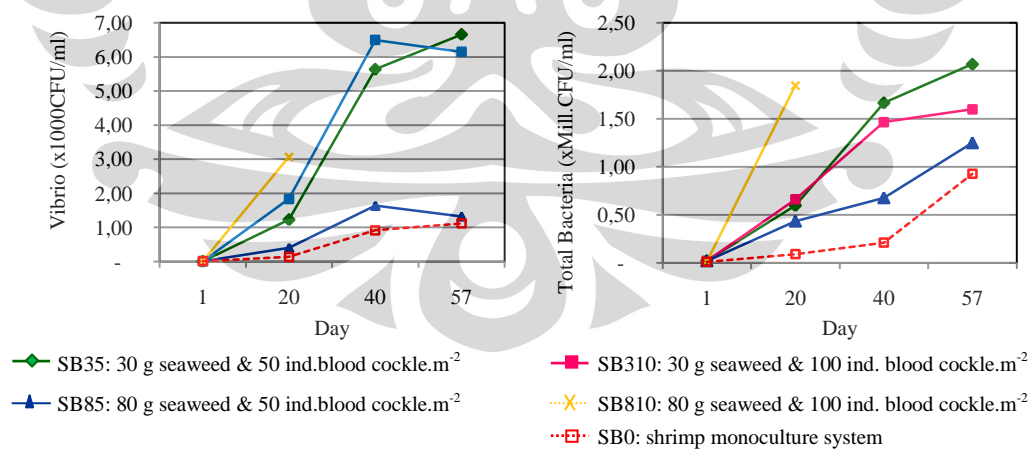 Vibrio (x1000CFU/ml)
7,00
6,00
5,00
4,00
3,00
2,00
1,00
-
1 20 40 57
Day
Total Bacteria (xMill.CFU/ml)
2,50
2,00
1,50
1,00
0,50
-
1 20 40 57
Day
SB35: 30 g seaweed & 50 ind.blood cockle.m-2
SB310: 30 g seaweed & 100 ind. blood cockle.m-2
SB85: 80 g seaweed & 50 ind.blood cockle.m-2
SB810: 80 g seaweed & 100 ind. blood cockle.m-2
SB0: shrimp monoculture system